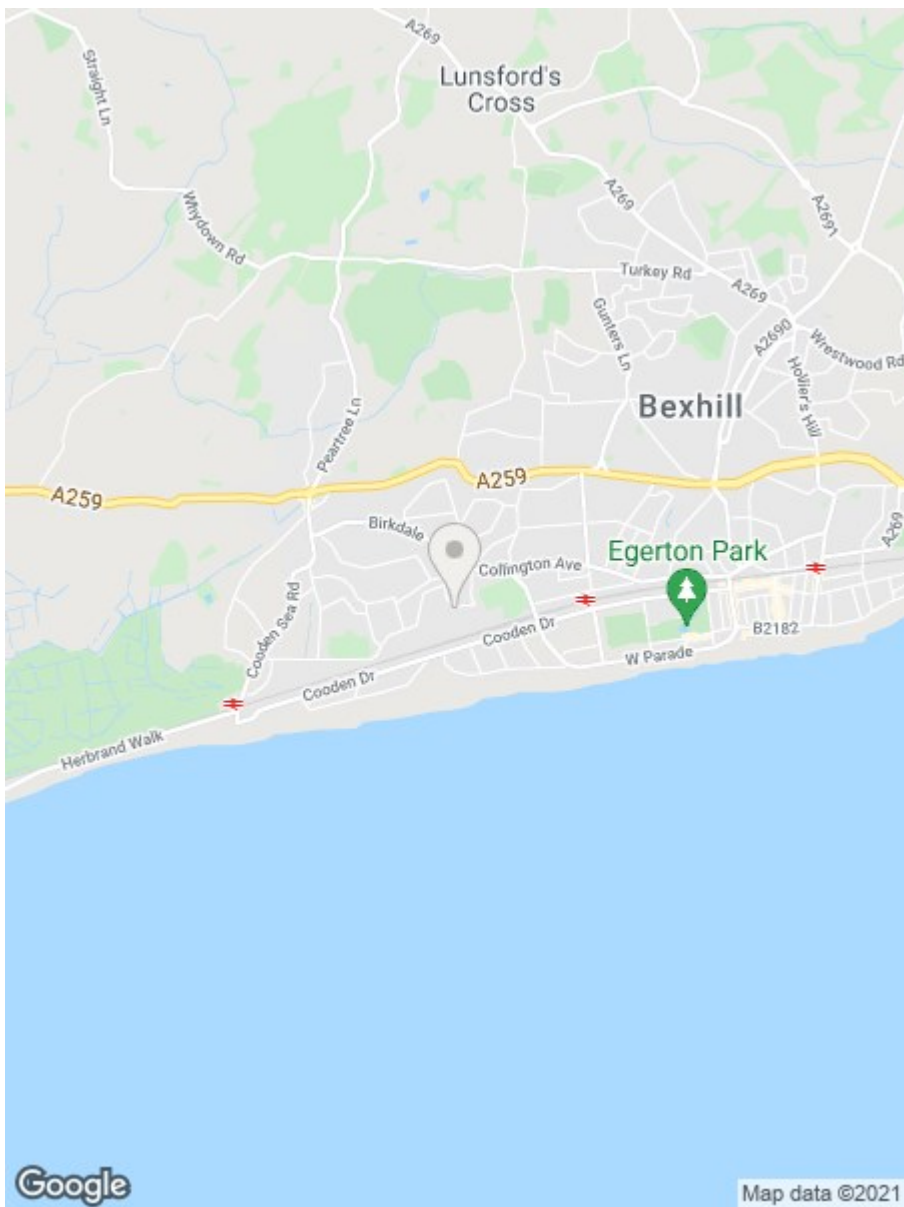 A269
Lunsford's
Cross
Straight Ln
Whydown Rd
A269
A2691
Turkey Rd
A269
Gunters Ln
A2690
Wrestwood Rd
Hollier's Hill
Bexhill
Peartree Ln
A259
A259
A269
Birkdale
Collington Ave
Egerton Park
Cooden Sea Rd
Cooden Dr
B2182
W Parade
Cooden Dr
Herbrand Walk
Google
Map data ©2021